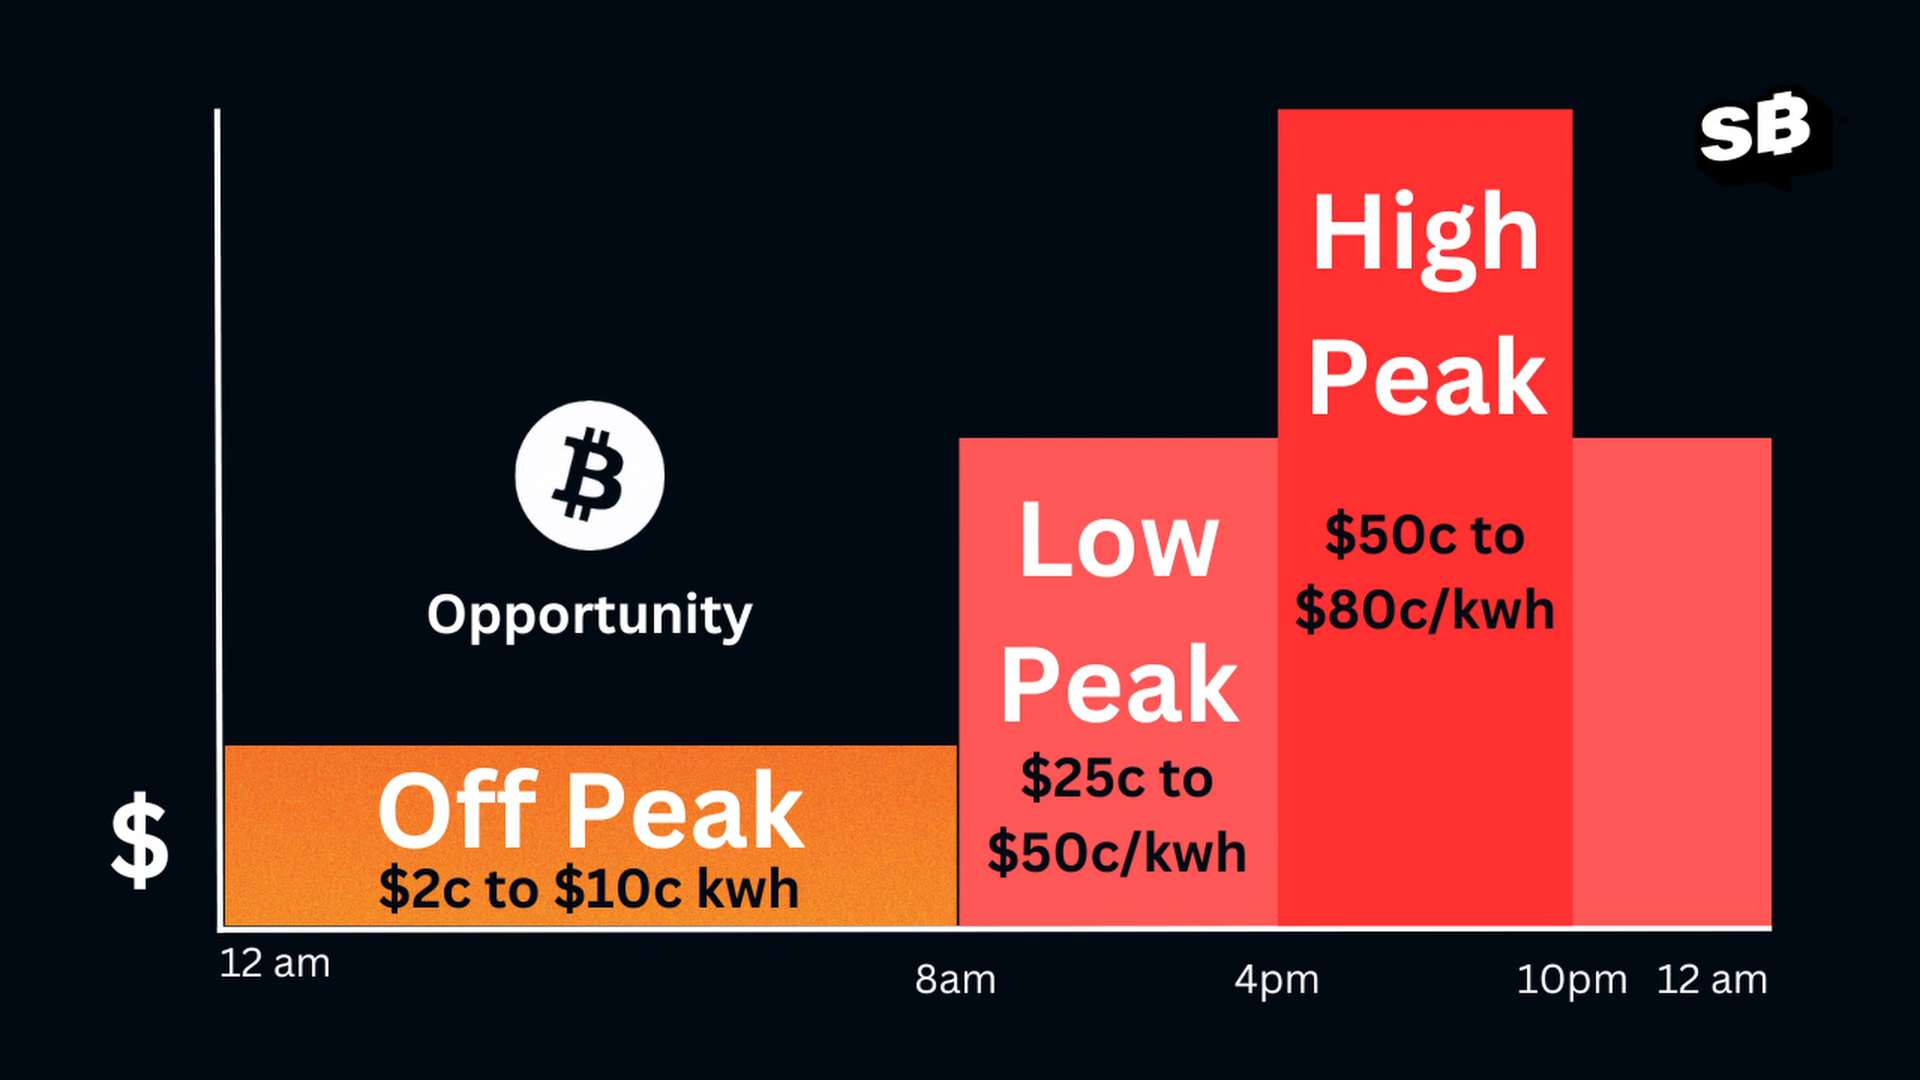 SB
High
Peak
$50c to
$80c/kwh
Low
Peak
$25c to
$50c/kwh
Opportunity
Off Peak
$2c to $10c kwh
$
12 am
8am
4pm
10pm
12 am